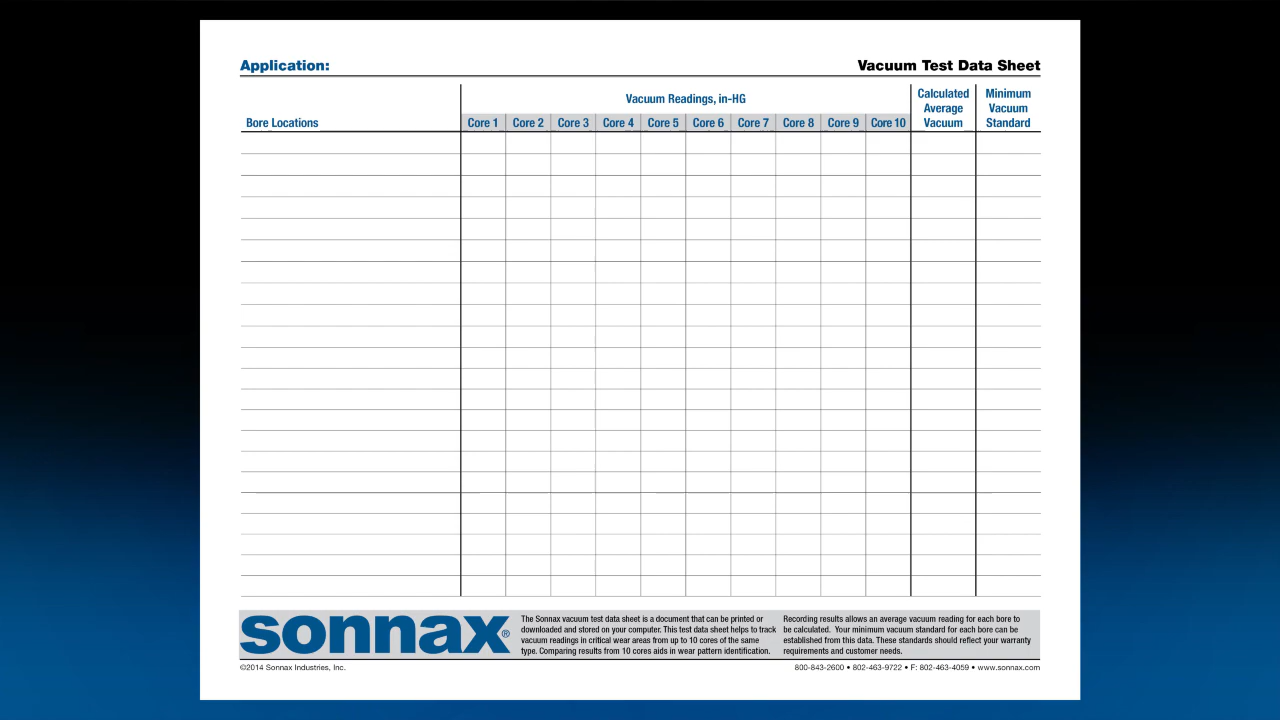 Application:
Vacuum Test Data Sheet
Vacuum Readings, in-HG
Calculated
Average
Vacuum
Minimum
Vacuum
Standard
Bore Locations
Core 1 Core 2 Core 3 Core 4 Core 5 Core 6 Core 7 Core 8 Core 9 Core 10
sonnax®
The Sonnax vacuum test data sheet is a document that can be printed or
downloaded and stored on your computer. This test data sheet helps to track
vacuum readings in critical wear areas from up to 10 cores of the same
type. Comparing results from 10 cores aids in wear pattern identification.
Recording results allows an average vacuum reading for each bore to
be calculated. Your minimum vacuum standard for each bore can be
established from this data. These standards should reflect your warranty
requirements and customer needs.
©2014 Sonnax Industries, Inc.
800-843-2600 • 802-463-9722 • F: 802-463-4059 • www.sonnax.com